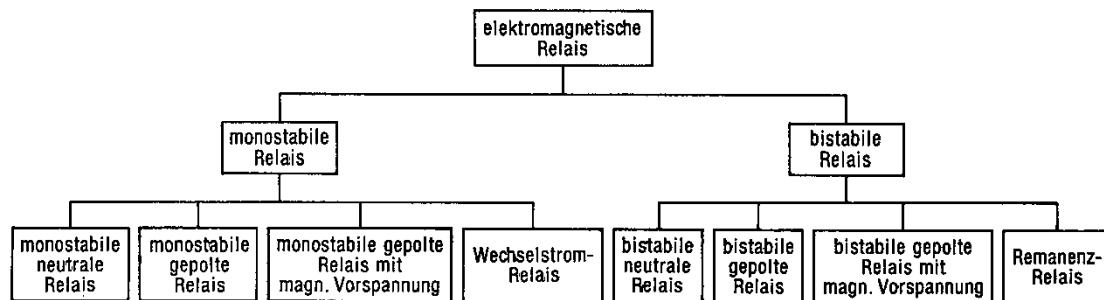 elektromagnetische
Relais
monostabile
Relais
bistabile
Relais
monostabile
neutrale
Relais
monostabile
gepolte
Relais
monostabile gepolte
Relais mit
magn. Vorspannung
Wechselstrom-
Relais
bistabile
neutrale
Relais
bistabile
gepolte
Relais
bistabile gepolte
Relais mit
magn. Vorspannung
Remanenz-
Relais